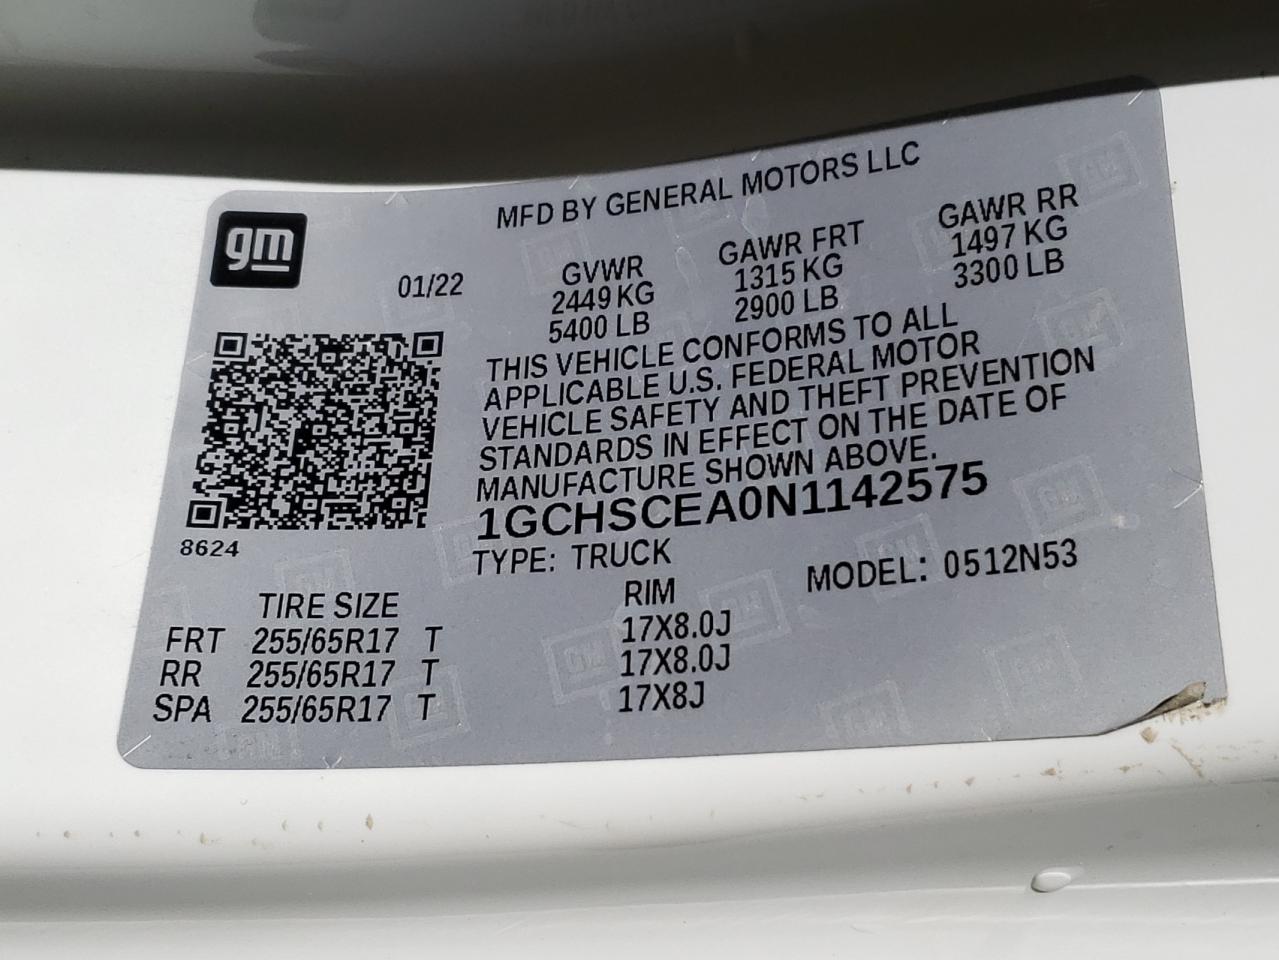 MFD BY GENERAL MOTORS LLC
gm
01/22
GVWR GAWR FRT GAWR RR
2449 KG 1315 KG 1497 KG
5400 LB 2900 LB 3300 LB
THIS VEHICLE CONFORMS TO ALL
APPLICABLE U.S. FEDERAL MOTOR
VEHICLE SAFETY AND THEFT PREVENTION
STANDARDS IN EFFECT ON THE DATE OF
MANUFACTURE SHOWN ABOVE.
1GCHSCEA0N1142575
8624
TYPE: TRUCK MODEL: 0512N53
TIRE SIZE RIM
FRT 255/65R17 T 17X8.0J
RR 255/65R17 T 17X8.0J
SPA 255/65R17 T 17X8J